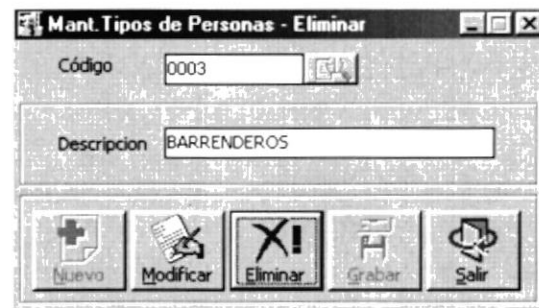 Mant. Tipos de Personas - Eliminar
Código 0003
Descripcion BARRENDEROS
Nuevo Modificar Eliminar Grabar Salir